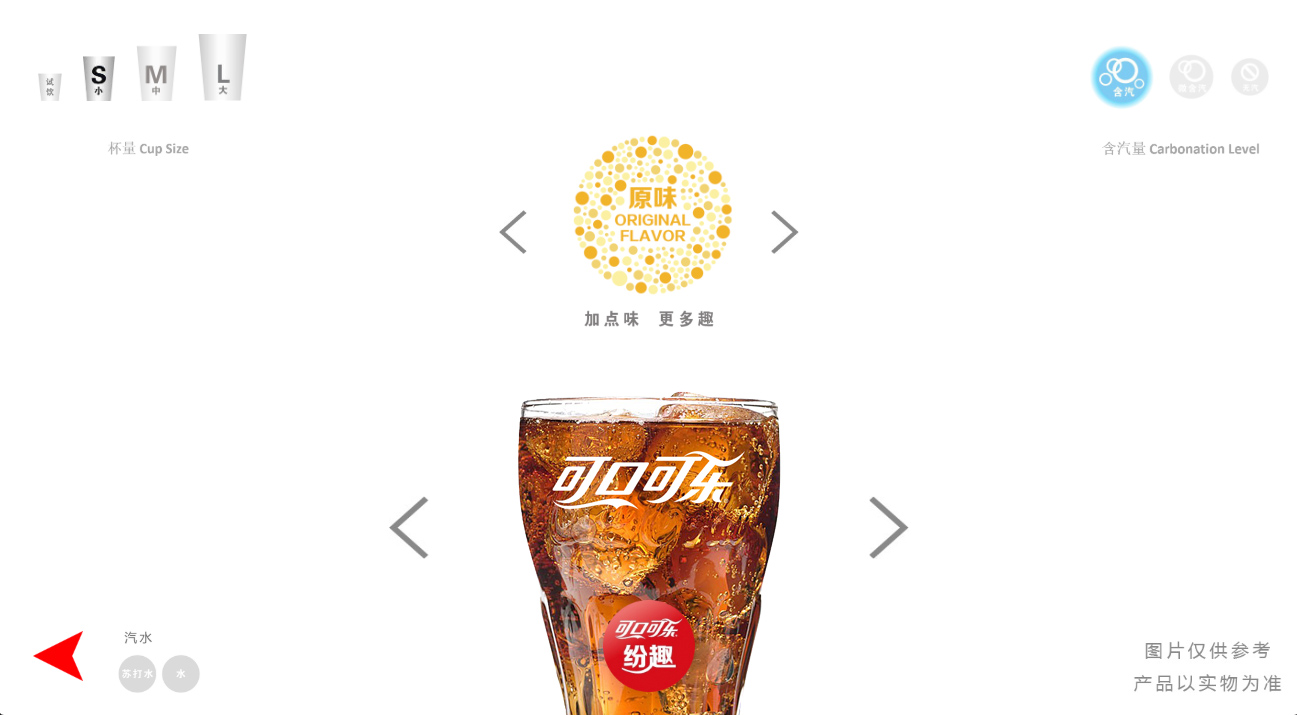 试
饮
S
小
M
中
L
大
杯量 Cup Size
含汽
含汽量 Carbonation Level
原味
ORIGINAL
FLAVOR
加点味 更多趣
可口可乐
可口可乐
纷趣
汽水
苏打水
水
图片仅供参考
产品以实物为准